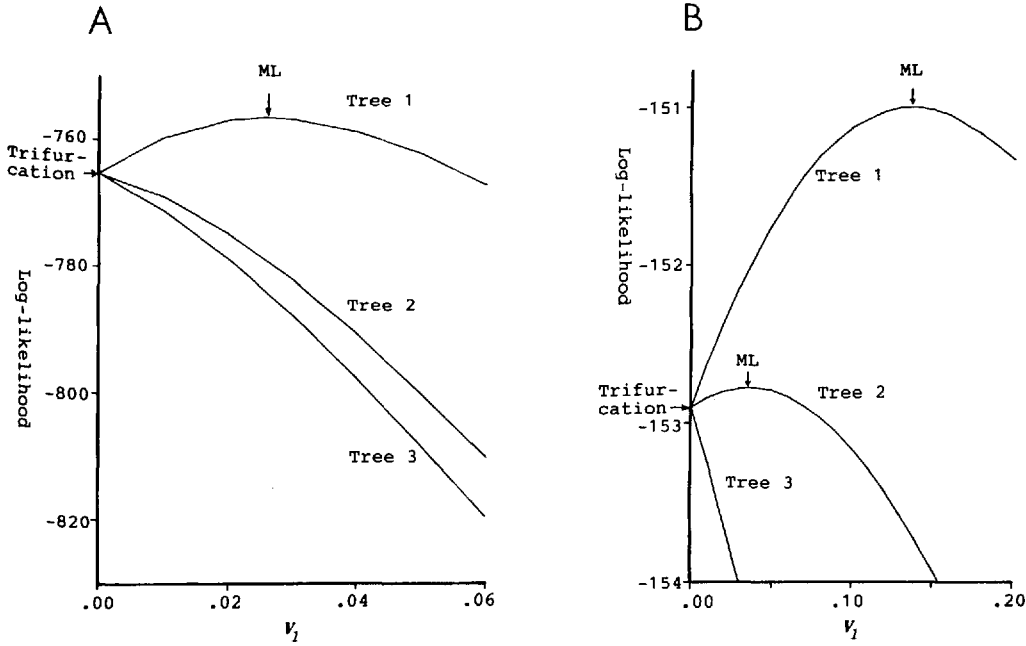 A
ML
Tree 1
-760
Trifur-
cation
-780
Log-likelihood
Tree 2
-800
Tree 3
-820
.00
.02
.04
.06
V1
B
ML
-151
Log-likelihood
Tree 1
-152
ML
Trifur-
cation
Tree 2
-153
Tree 3
-154
.00
.10
.20
V1